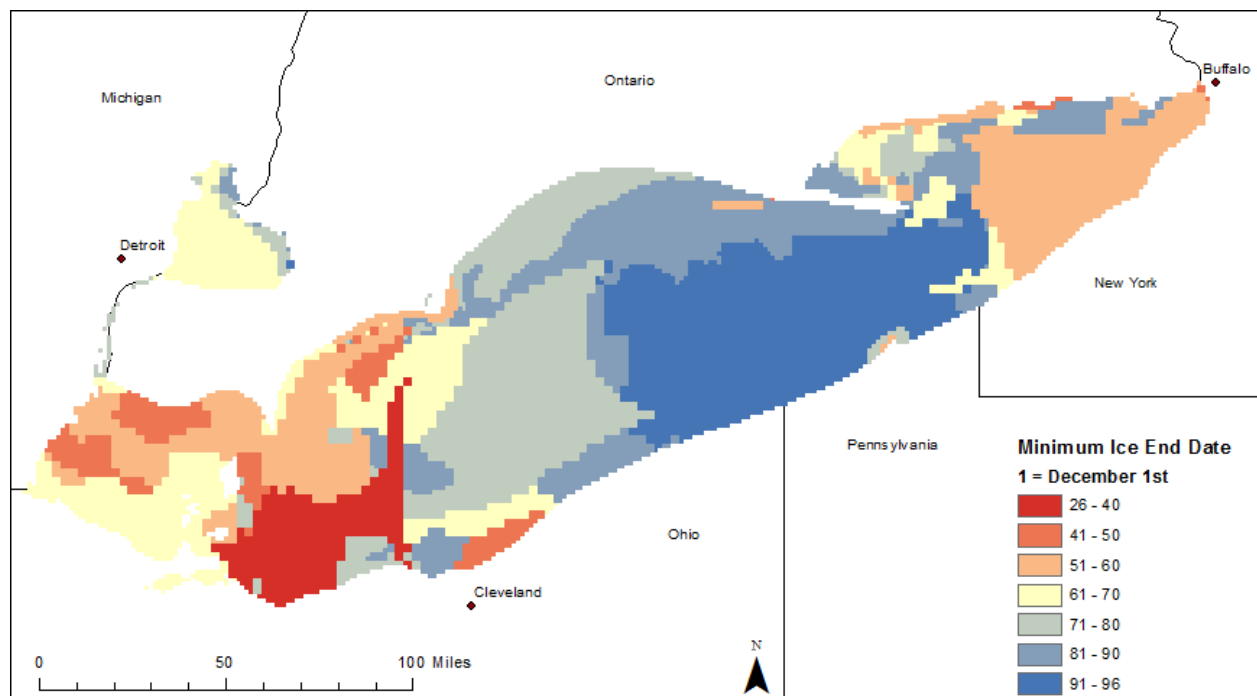 Buffalo
Ontario
Michigan
Detroit
New York
Pennsylvania
Ohio
Cleveland
Minimum Ice End Date
1 = December 1st
26 - 40
41 - 50
51 - 60
61 - 70
71 - 80
81 - 90
91 - 96
N
0 50 100 Miles